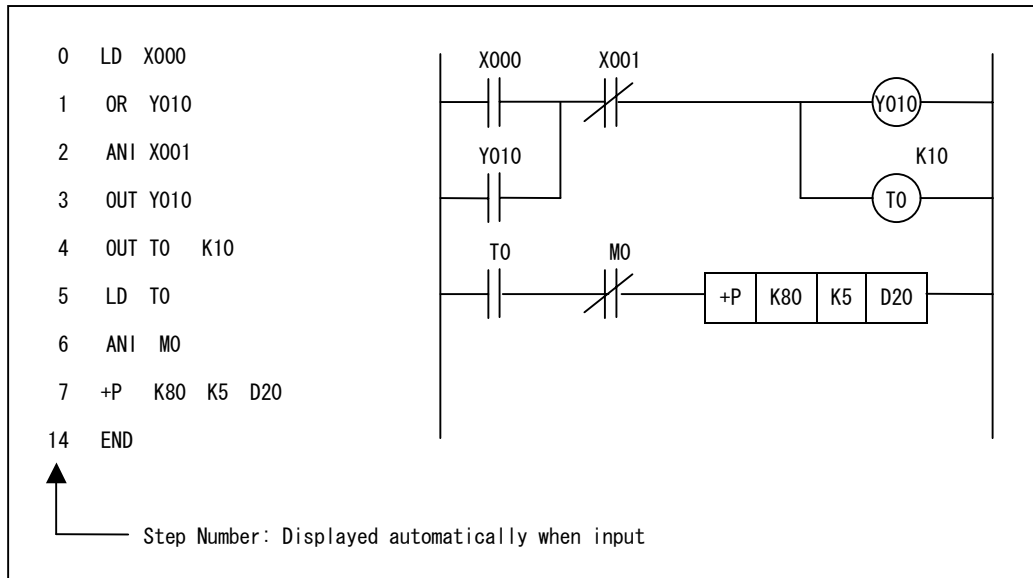 0 LD X000
1 OR Y010
2 ANI X001
3 OUT Y010
4 OUT T0 K10
5 LD T0
6 ANI M0
7 +P K80 K5 D20
14 END
Step Number: Displayed automatically when input
X000 X001
Y010
Y010 K10
T0
T0 M0
+P K80 K5 D20